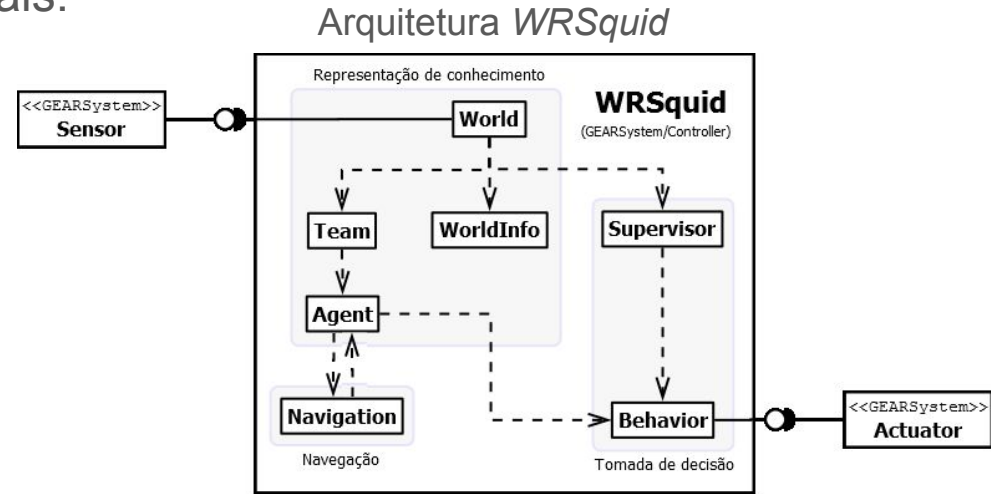 ais:
Arquitetura WRSquid
Representação de conhecimento
WRSquid
(GEARSystem/Controller)
<<GEARSystem>>
Sensor
World
Team
WorldInfo
Supervisor
Agent
Navigation
Navegação
Behavior
Tomada de decisão
<<GEARSystem>>
Actuator